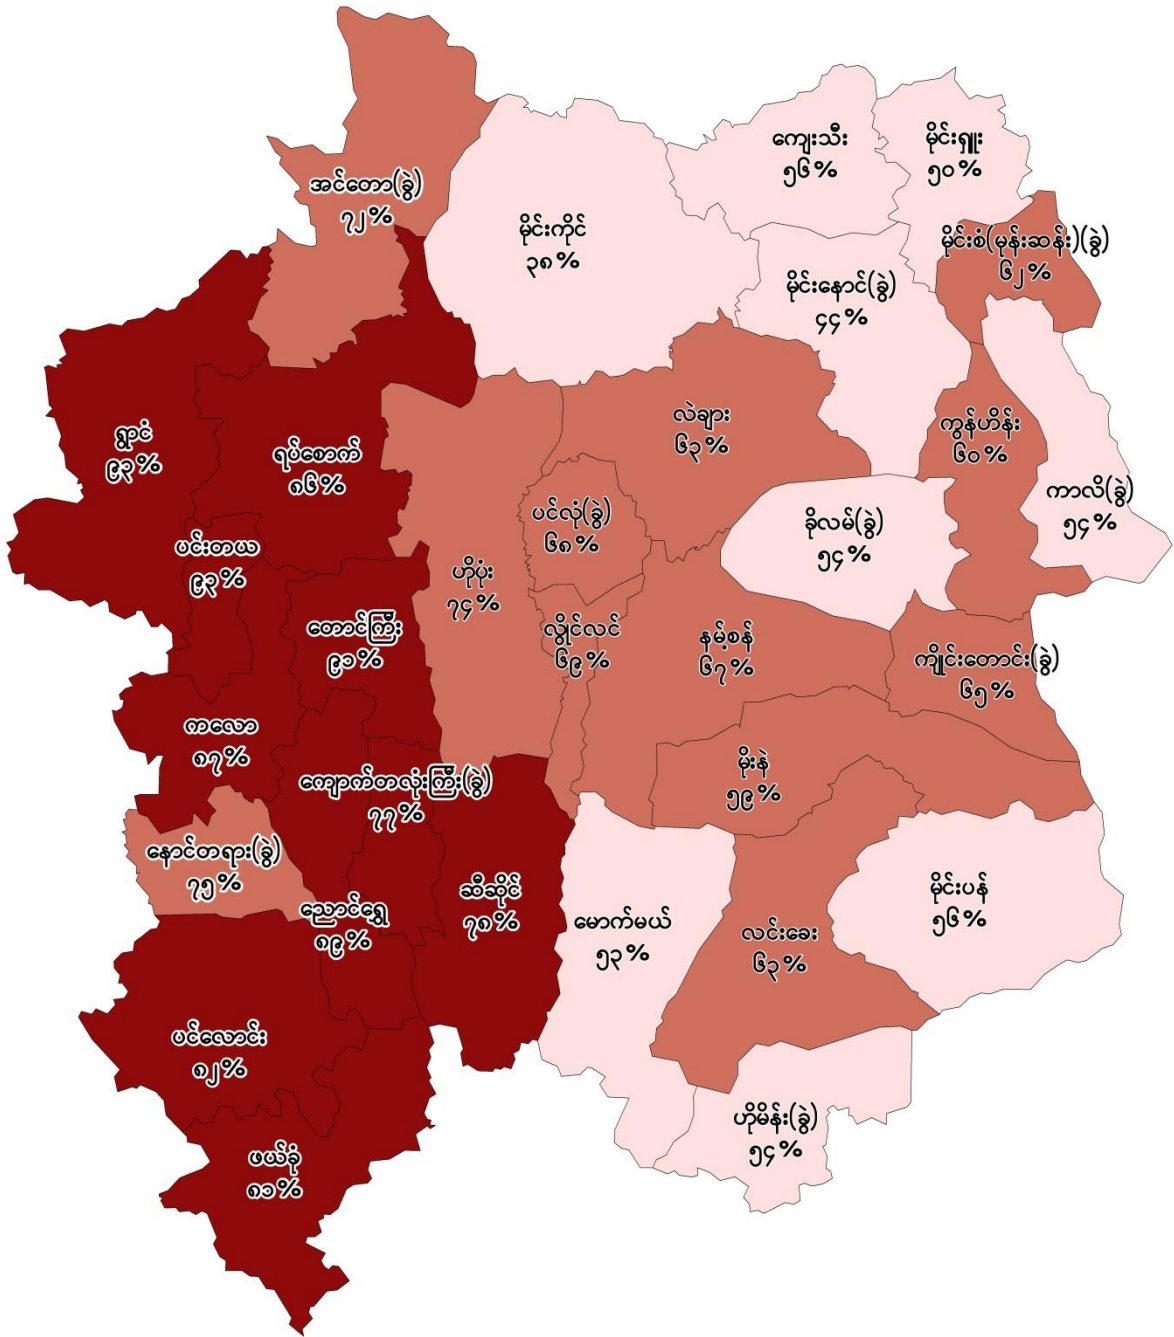 ကျေးသီး
၅၆%
မိုင်းရှူး
၅၀%
အင်တော(ခွဲ)
၇၂%
မိုင်းကိုင်
၃၈%
မိုင်းစံ(မုန်းဆန်း)(ခွဲ)
၆၂%
မိုင်းနောင်(ခွဲ)
၄၄%
ရွာငံ
၉၃%
ရပ်စောက်
၈၆%
လဲချား
၆၃%
ကွန်ဟိန်း
၆၀%
ကာလိ(ခွဲ)
၅၄%
ပင်လုံ(ခွဲ)
၆၈%
ခိုလမ်(ခွဲ)
၅၄%
ပင်းတယ
၉၃%
ဟိုပုံး
၇၄%
တောင်ကြီး
၉၁%
လွိုင်လင်
၆၉%
နမ့်စန်
၆၇%
ကျိုင်းတောင်း(ခွဲ)
၆၅%
ကလော
၈၇%
ကျောက်တလုံးကြီး(ခွဲ)
၇၇%
မိုးနဲ
၅၉%
နောင်တရား(ခွဲ)
၇၅%
ညောင်ရွှေ
၈၉%
ဆီဆိုင်
၇၈%
မောက်မယ်
၅၃%
လင်းခေး
၆၃%
မိုင်းပန်
၅၆%
ပင်လောင်း
၈၂%
ဟိုမိန်း(ခွဲ)
၅၄%
ဖယ်ခုံ
၈၁%